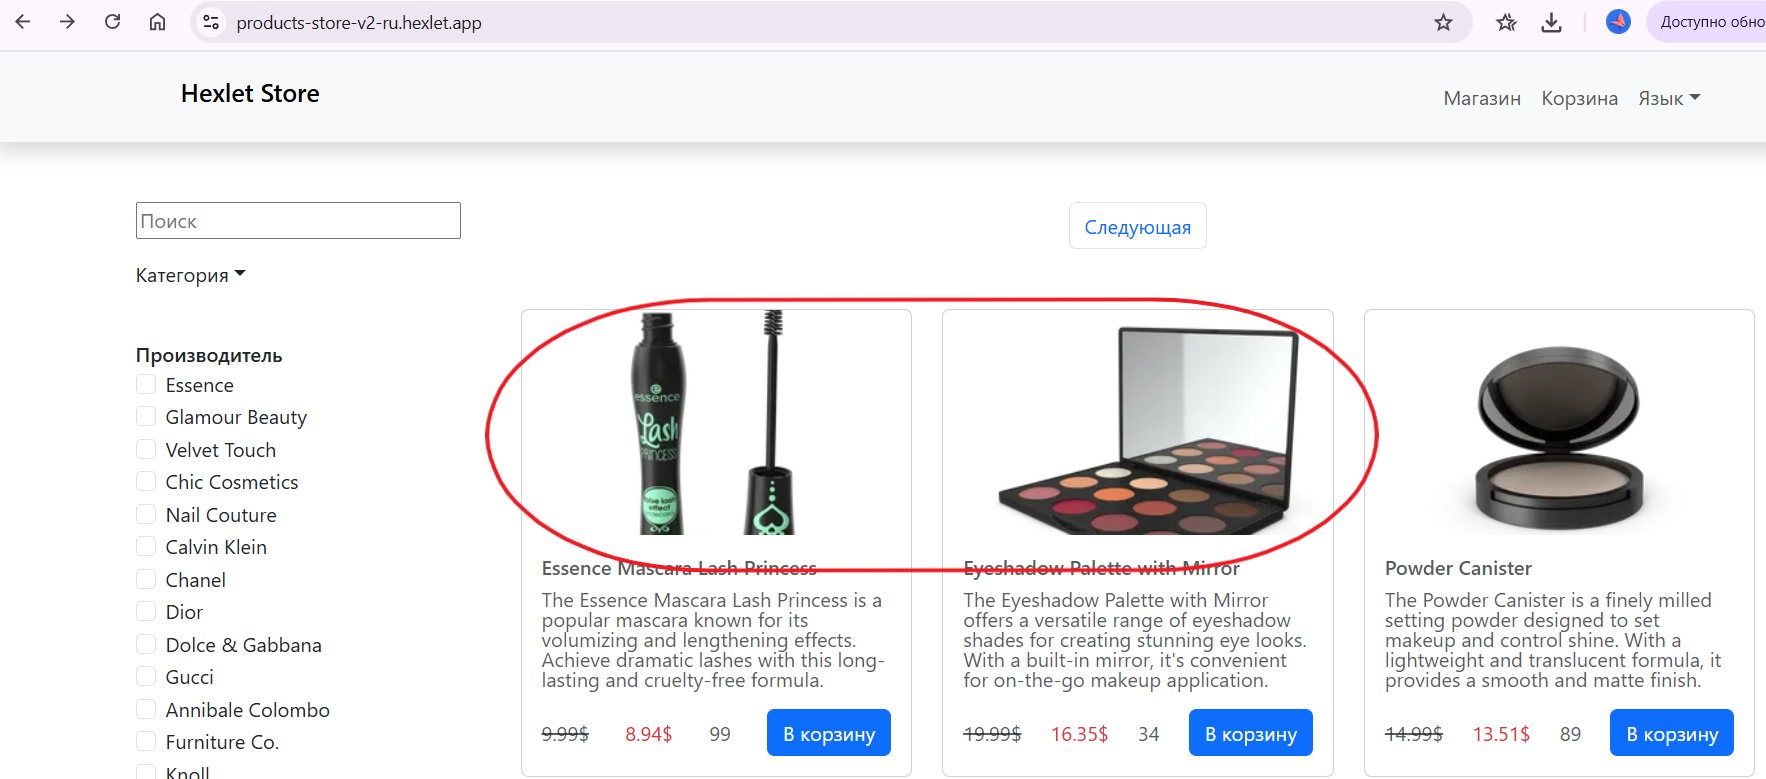 products-store-v2-ru.hexlet.app
Доступно обно
Hexlet Store
Магазин Корзина Язык
Поиск
Следующая
Категория
Производитель
Essence
Glamour Beauty
Velvet Touch
Chic Cosmetics
Nail Couture
Calvin Klein
Chanel
Dior
Dolce & Gabbana
Gucci
Annibale Colombo
Furniture Co.
Knoll
essence
Lash
PRINCESS
false lash
effect
Essence Mascara Lash Princess
The Essence Mascara Lash Princess is a
popular mascara known for its
volumizing and lengthening effects.
Achieve dramatic lashes with this long-
lasting and cruelty-free formula.
9.99$ 8.94$ 99 В корзину
Eyeshadow Palette with Mirror
The Eyeshadow Palette with Mirror
offers a versatile range of eyeshadow
shades for creating stunning eye looks.
With a built-in mirror, it's convenient
for on-the-go makeup application.
19.99$ 16.35$ 34 В корзину
Powder Canister
The Powder Canister is a finely milled
setting powder designed to set
makeup and control shine. With a
lightweight and translucent formula, it
provides a smooth and matte finish.
14.99$ 13.51$ 89 В корзину